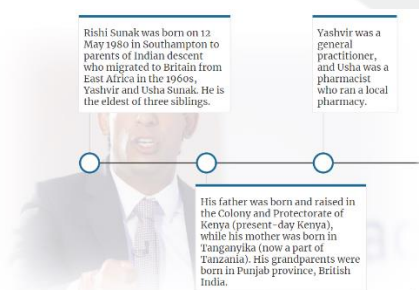 Rishi Sunak was born on 12
May 1980 in Southampton to
parents of Indian descent
who migrated to Britain from
East Africa in the 1960s,
Yashvir and Usha Sunak. He is
the eldest of three siblings.
His father was born and raised in
the Colony and Protectorate of
Kenya (present-day Kenya),
while his mother was born in
Tanganyika (now a part of
Tanzania). His grandparents were
born in Punjab province, British
India.
Yashvir was a
general
practitioner,
and Usha was a
pharmacist
who ran a local
pharmacy.